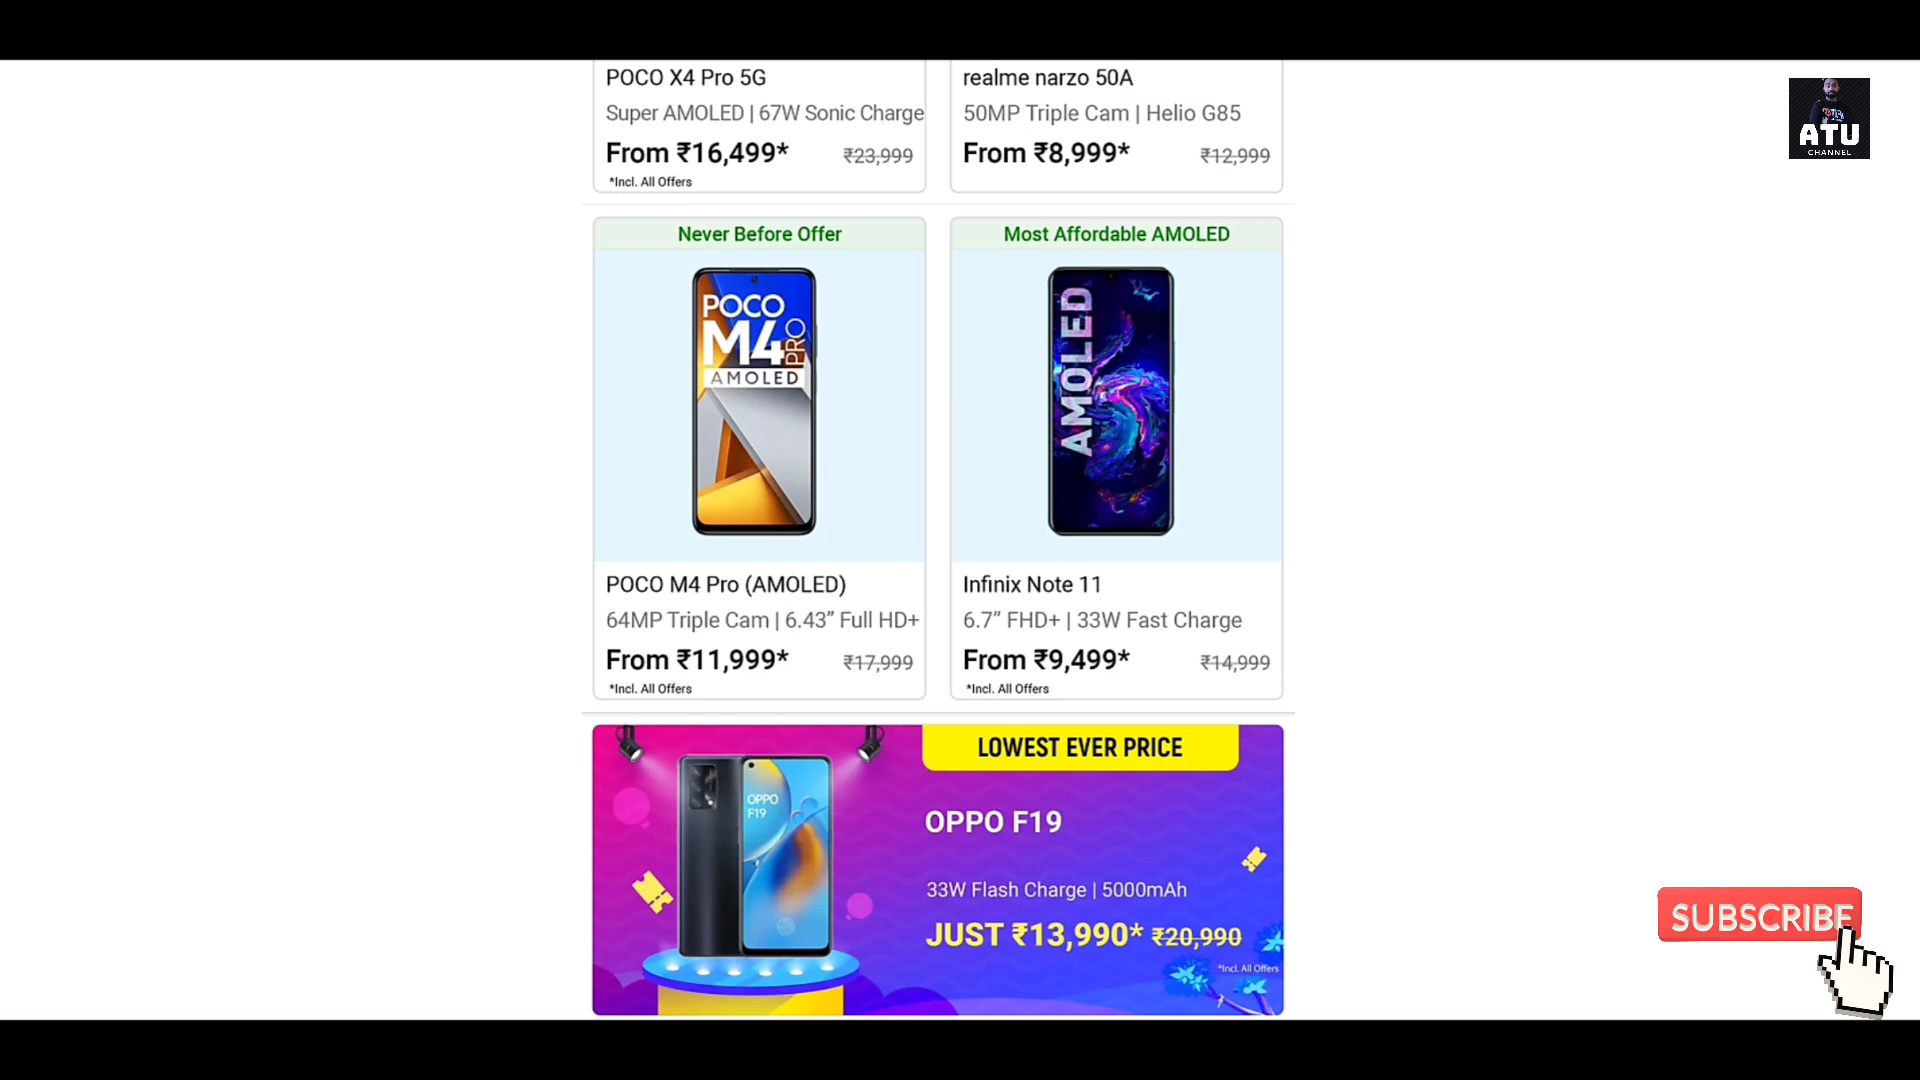 POCO X4 Pro 5G
Super AMOLED | 67W Sonic Charge
From ₹16,499* ₹23,999
*Incl. All Offers
realme narzo 50A
50MP Triple Cam | Helio G85
From ₹8,999* ₹12,999
ATU
CHANNEL
Never Before Offer
POCO
M4 PRO
AMOLED
POCO M4 Pro (AMOLED)
64MP Triple Cam | 6.43” Full HD+
From ₹11,999* ₹17,999
*Incl. All Offers
Most Affordable AMOLED
AMOLED
Infinix Note 11
6.7” FHD+ | 33W Fast Charge
From ₹9,499* ₹14,999
*Incl. All Offers
LOWEST EVER PRICE
OPPO
F19
OPPO F19
33W Flash Charge | 5000mAh
JUST ₹13,990* ₹20,990
*Incl. All Offers
SUBSCRIBE